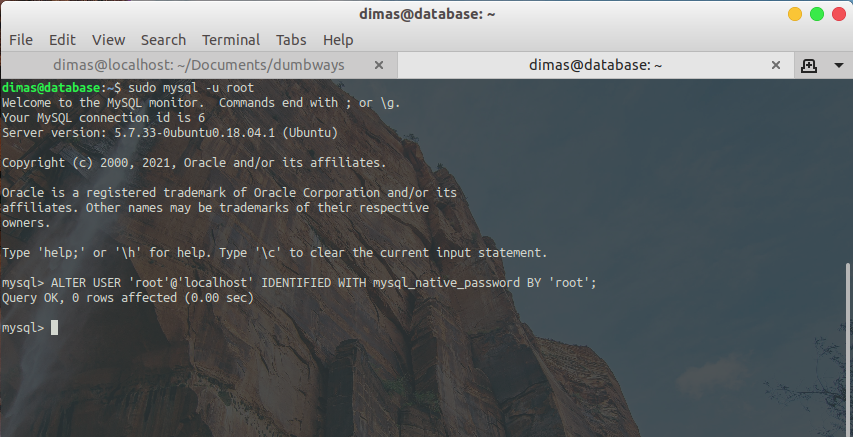 dimas@database: ~
File Edit View Search Terminal Tabs Help
dimas@localhost: ~/Documents/dumbways × dimas@database: ~ ×
dimas@database:~$ sudo mysql -u root
Welcome to the MySQL monitor.  Commands end with ; or \g.
Your MySQL connection id is 6
Server version: 5.7.33-0ubuntu0.18.04.1 (Ubuntu)
Copyright (c) 2000, 2021, Oracle and/or its affiliates.
Oracle is a registered trademark of Oracle Corporation and/or its
affiliates. Other names may be trademarks of their respective
owners.
Type 'help;' or '\h' for help. Type '\c' to clear the current input statement.
mysql> ALTER USER 'root'@'localhost' IDENTIFIED WITH mysql_native_password BY 'root';
Query OK, 0 rows affected (0.00 sec)
mysql>